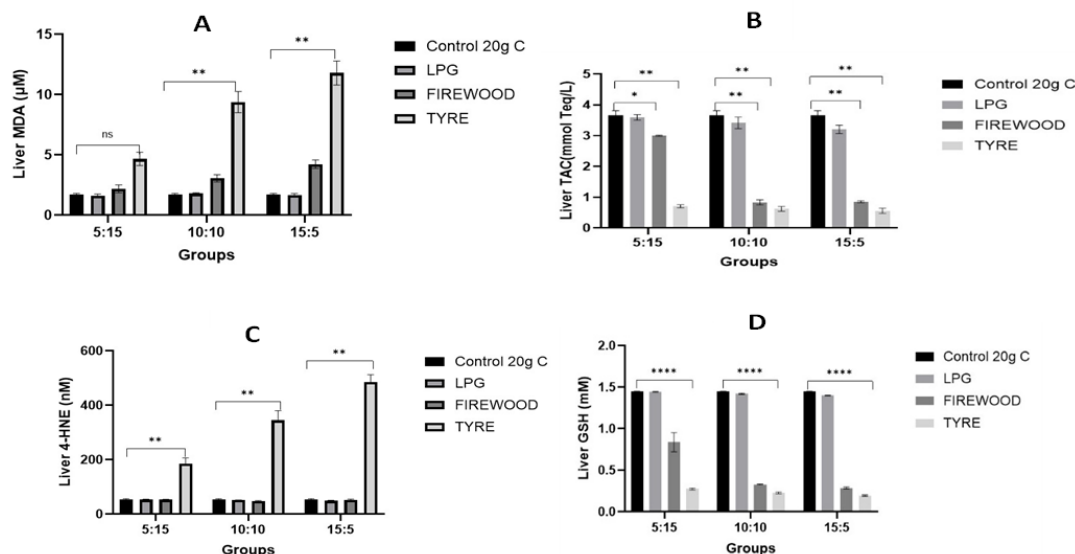 A
Liver MDA (μM)
15
10
5
0
ns
**
**
5:15
10:10
15:5
Groups
Control 20g C
LPG
FIREWOOD
TYRE
B
Liver TAC(mmol Teq/L)
5
4
3
2
1
0
**
*
**
**
**
**
5:15
10:10
15:5
Groups
Control 20g C
LPG
FIREWOOD
TYRE
C
Liver 4-HNE (nM)
600
400
200
0
**
**
**
5:15
10:10
15:5
Groups
Control 20g C
LPG
FIREWOOD
TYRE
D
Liver GSH (mM)
2.0
1.5
1.0
0.5
0.0
****
****
****
5:15
10:10
15:5
Groups
Control 20g C
LPG
FIREWOOD
TYRE